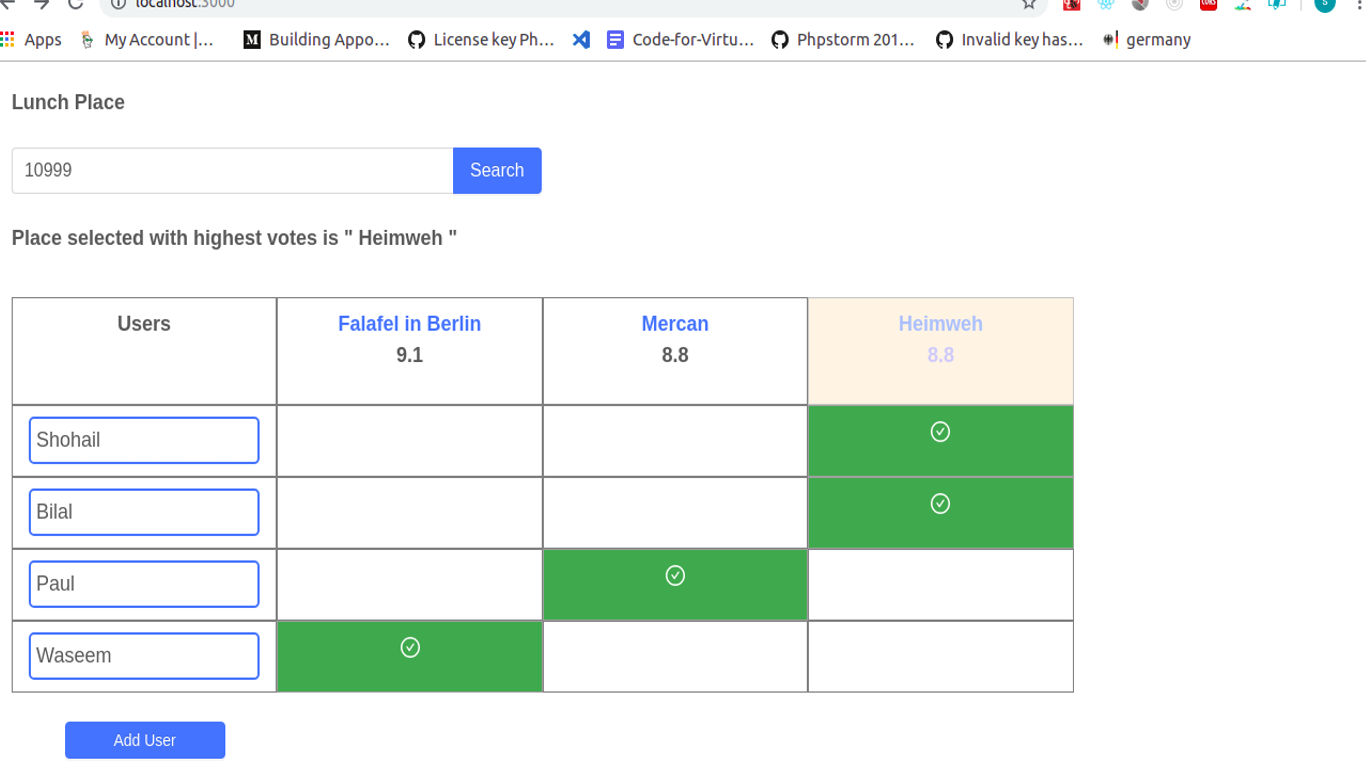 localhost:3000
Apps My Account |... Building Appo... License key Ph... Code-for-Virtu... Phpstorm 201... Invalid key has... germany
Lunch Place
10999 Search
Place selected with highest votes is " Heimweh "
Users Falafel in Berlin Mercan Heimweh
9.1 8.8 8.8
Shohail
Bilal
Paul
Waseem
Add User